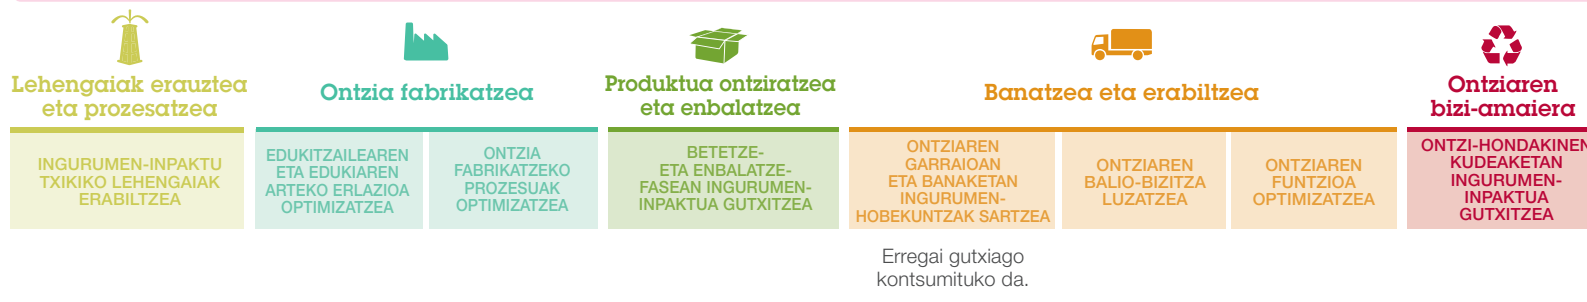 Lehengaiak erauztea
eta prozesatzea
Ontzia fabrikatzea
Produktua ontziratzea
eta enbalatzea
Banatzea eta erabiltzea
Ontziaren
bizi-amaiera
INGURUMEN-INPAKTU
TXIKIKO LEHENGAIAK
ERABILTZEA
EDUKITZAILEAREN
ETA EDUKIAREN
ARTEKO ERLAZIOA
OPTIMIZATZEA
ONTZIA
FABRIKATZEKO
PROZESUAK
OPTIMIZATZEA
BETETZE-
ETA ENBALATZE-
FASEAN INGURUMEN-
INPAKTUA GUTXITZEA
ONTZIAREN
GARRAIOAN
ETA BANAKETAN
INGURUMEN-
HOBEKUNTZAK SARTZEA
ONTZIAREN
BALIO-BIZITZA
LUZATZEA
ONTZIAREN
FUNTZIOA
OPTIMIZATZEA
ONTZI-HONDAKINEN
KUDEAKETAN
INGURUMEN-
INPAKTUA
GUTXITZEA
Erregai gutxiago
kontsumituko da.